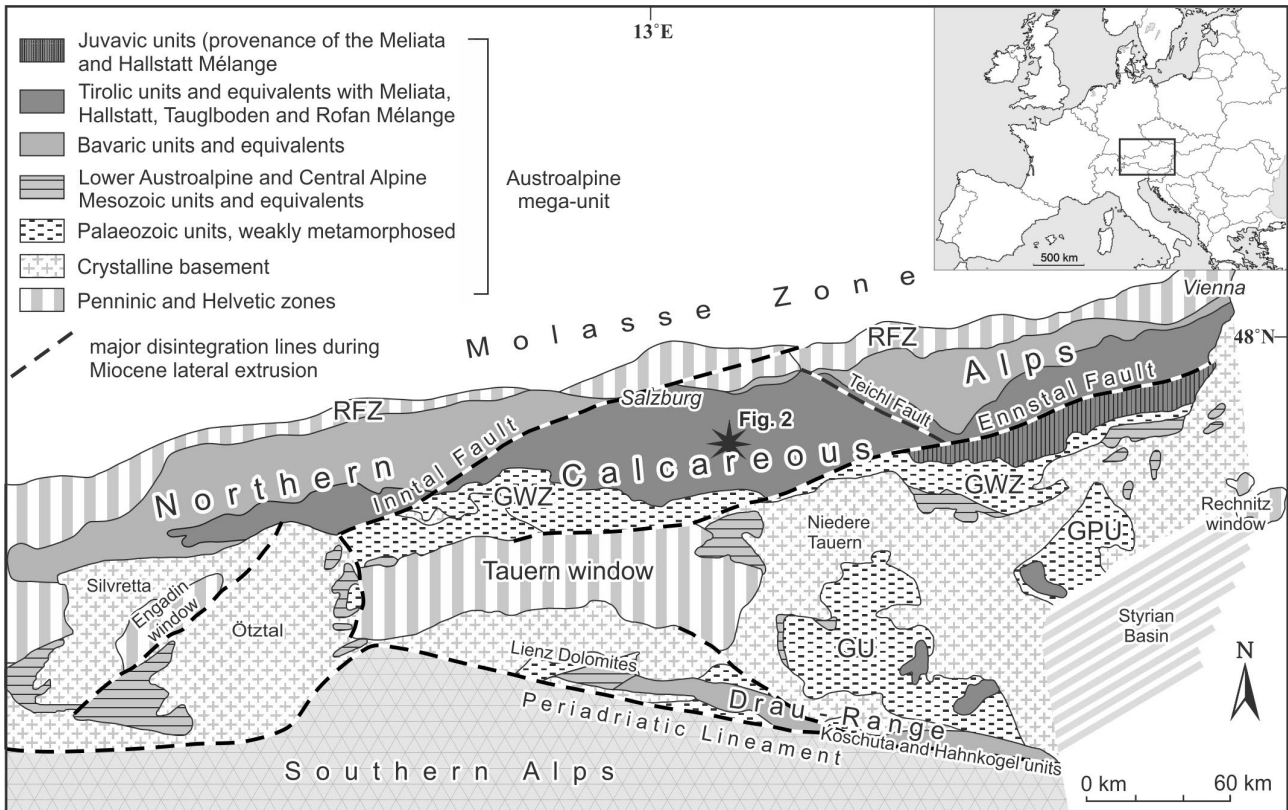 13°E
Juvavic units (provenance of the Meliata
and Hallstatt Mélange
Tirolic units and equivalents with Meliata,
Hallstatt, Tauglboden and Rofan Mélange
Bavaric units and equivalents
Lower Austroalpine and Central Alpine
Mesozoic units and equivalents
Palaeozoic units, weakly metamorphosed
Crystalline basement
Penninic and Helvetic zones
Austroalpine
mega-unit
major disintegration lines during
Miocene lateral extrusion
500 km
Molasse Zone
Vienna
48°N
RFZ
RFZ
Salzburg
Teichl Fault
Ennstal Fault
Inntal Fault
Fig. 2
Northern Calcareous Alps
GWZ
GWZ
Niedere
Tauern
GPU
Rechnitz
window
Tauern window
Silvretta
Engadin
window
Ötztal
Styrian
Basin
Lienz Dolomites
GU
N
Drau Range
Periadriatic Lineament
Koschuta and Hahnkogel units
Southern Alps
0 km
60 km